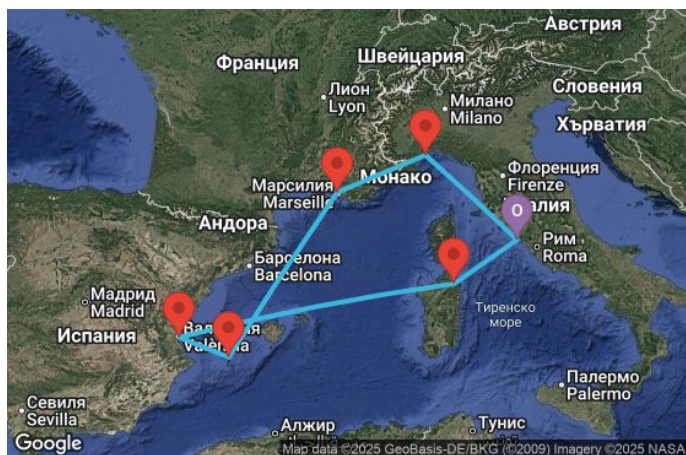 Австрия
Швейцария
Франция
Словения
Лион
Lyon
Милано
Milano
Хърватия
Марсилия
Marseille
Монако
Флоренция
Firenze
О
Андора
Рим
Roma
Барселона
Barcelona
Мадрид
Madrid
Тиренско
море
Испания
València
Палермо
Palermo
Севиля
Sevilla
Алжир
Тунис
Google
Map data ©2025 GeoBasis-DE/BKG (©2009) Imagery ©2025 NASA